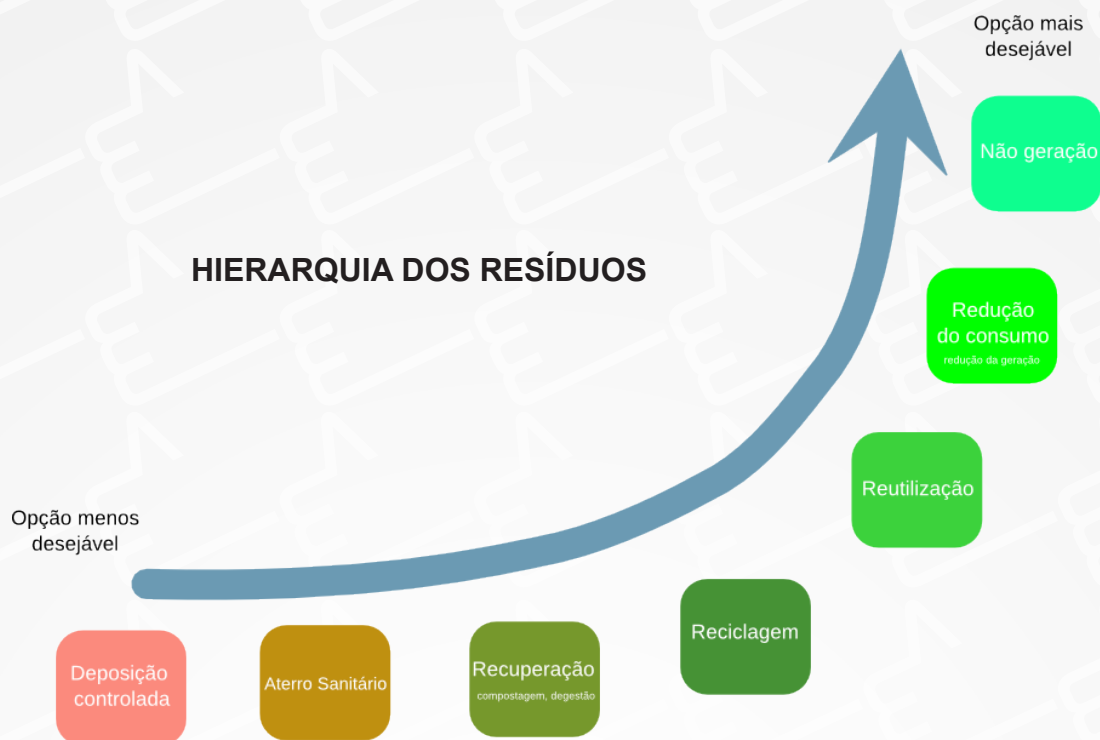 Opção mais
desejável
Não geração
HIERARQUIA DOS RESÍDUOS
Redução
do consumo
redução da geração
Reutilização
Opção menos
desejável
Reciclagem
Recuperação
compostagem, degestão
Aterro Sanitário
Deposição
controlada